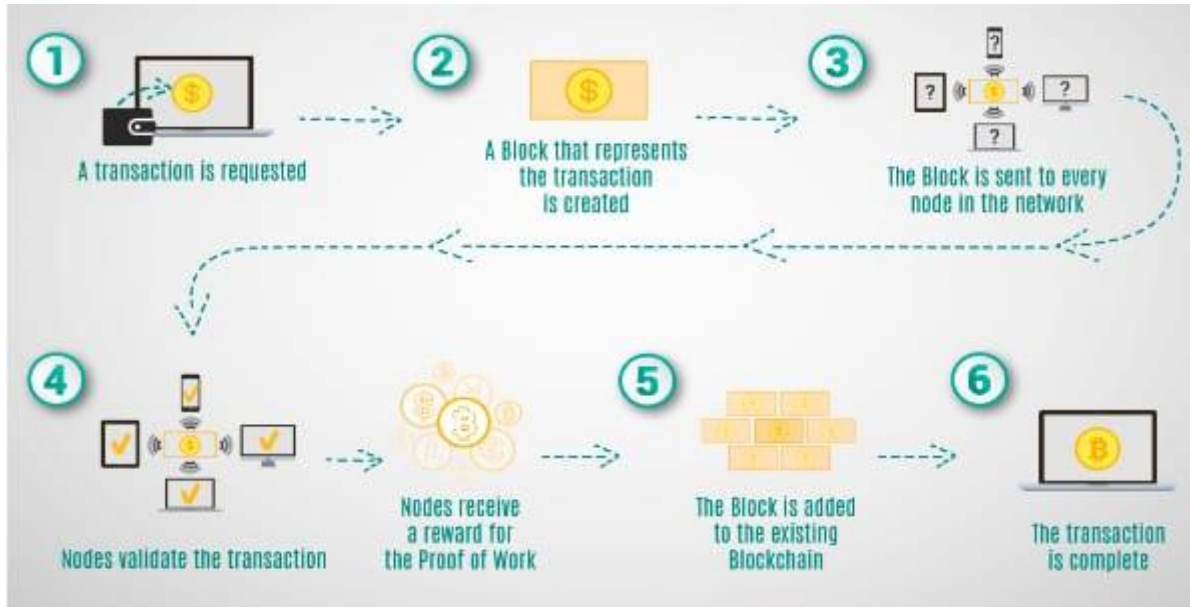 1
A transaction is requested
2
A Block that represents
the transaction
is created
3
The Block is sent to every
node in the network
4
Nodes validate the transaction
Nodes receive
a reward for
the Proof of Work
5
The Block is added
to the existing
Blockchain
6
The transaction
is complete